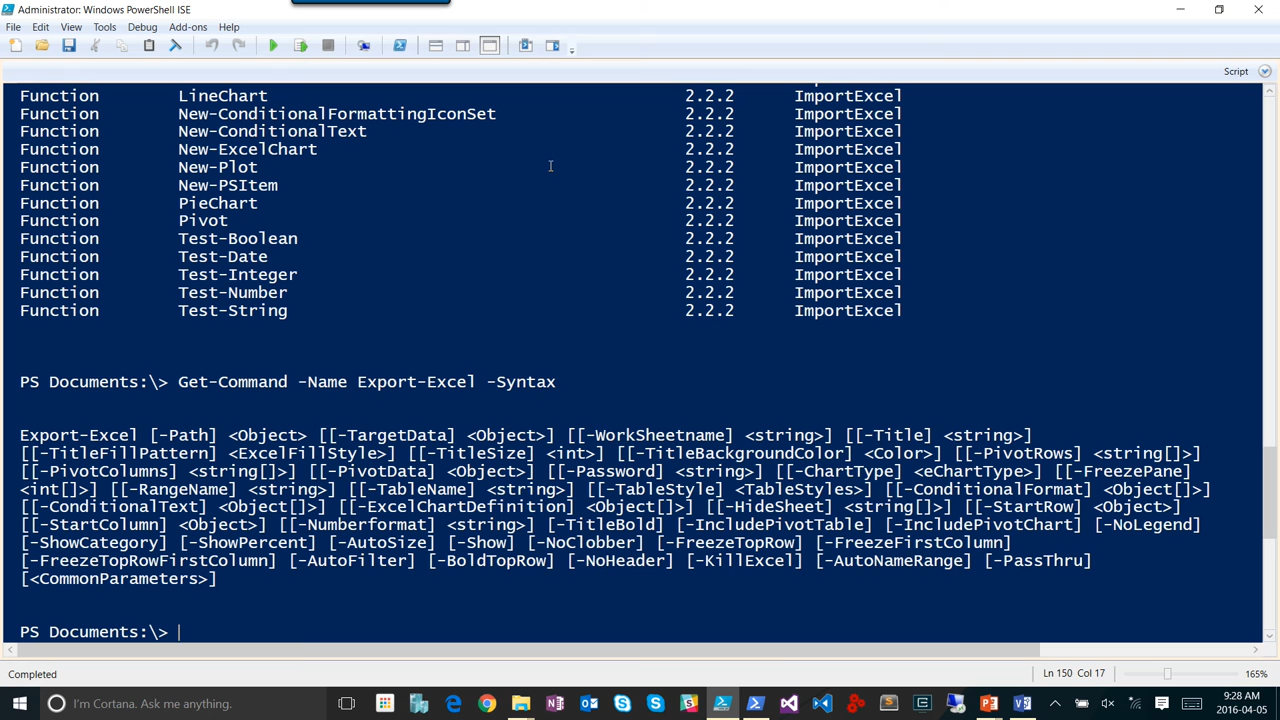 Administrator: Windows PowerShell ISE
File Edit View Tools Debug Add-ons Help
Script
Function LineChart 2.2.2 ImportExcel
Function New-ConditionalFormattingIconSet 2.2.2 ImportExcel
Function New-ConditionalText 2.2.2 ImportExcel
Function New-ExcelChart 2.2.2 ImportExcel
Function New-Plot 2.2.2 ImportExcel
Function New-PSItem 2.2.2 ImportExcel
Function PieChart 2.2.2 ImportExcel
Function Pivot 2.2.2 ImportExcel
Function Test-Boolean 2.2.2 ImportExcel
Function Test-Date 2.2.2 ImportExcel
Function Test-Integer 2.2.2 ImportExcel
Function Test-Number 2.2.2 ImportExcel
Function Test-String 2.2.2 ImportExcel
PS Documents:\> Get-Command -Name Export-Excel -Syntax
Export-Excel [-Path] <Object> [[-TargetData] <Object>] [[-WorkSheetname] <string>] [[-Title] <string>]
[[-TitleFillPattern] <ExcelFillStyle>] [[-TitleSize] <int>] [[-TitleBackgroundColor] <Color>] [[-PivotRows] <string[]>]
[[-PivotColumns] <string[]>] [[-PivotData] <Object>] [[-Password] <string>] [[-ChartType] <eChartType>] [[-FreezePane]
<int[]>] [[-RangeName] <string>] [[-TableName] <string>] [[-TableStyle] <TableStyles>] [[-ConditionalFormat] <Object[]>]
[[-ConditionalText] <Object[]>] [[-ExcelChartDefinition] <Object[]>] [[-HideSheet] <string[]>] [[-StartRow] <Object>]
[[-StartColumn] <Object>] [[-Numberformat] <string>] [-TitleBold] [-IncludePivotTable] [-IncludePivotChart] [-NoLegend]
[-ShowCategory] [-ShowPercent] [-AutoSize] [-Show] [-NoClobber] [-FreezeTopRow] [-FreezeFirstColumn]
[-FreezeTopRowFirstColumn] [-AutoFilter] [-BoldTopRow] [-NoHeader] [-KillExcel] [-AutoNameRange] [-PassThru]
[<CommonParameters>]
PS Documents:\>
Completed
Ln 150 Col 17
165%
I'm Cortana. Ask me anything.
9:28 AM
2016-04-05